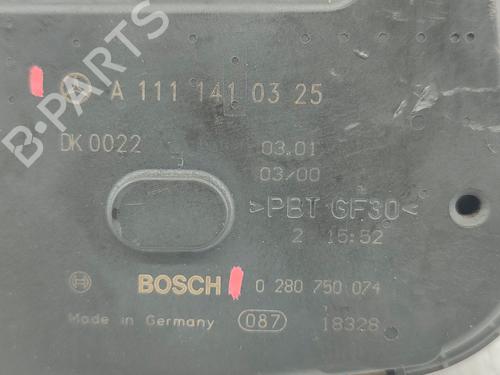 B-PARTS
A 111 141 03 25
DK 0022
03.01
03/00
>PBT GF30<
2 15:52
BOSCH 0 280 750 074
Made in Germany 087 18328